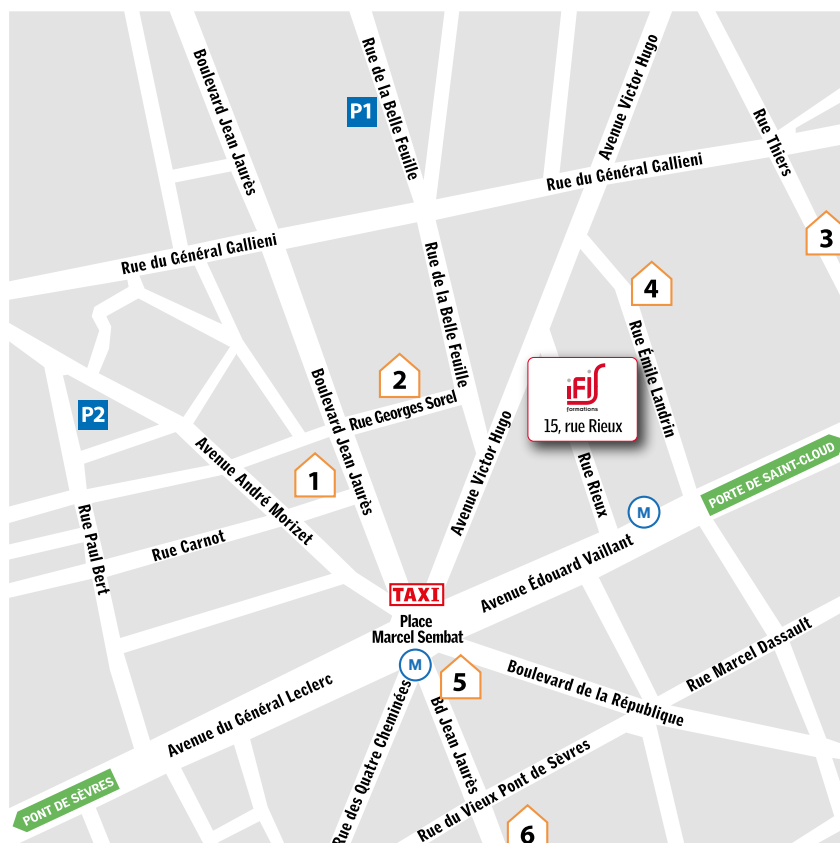 Boulevard Jean Jaurès
Rue de la Belle Feuille
Avenue Victor Hugo
P1
Rue Thiers
Rue du Général Gallieni
Rue du Général Gallieni
3
4
Rue de la Belle Feuille
Rue Émile Landrin
2
iFIS
formations
15, rue Rieux
Boulevard Jean Jaurès
Rue Georges Sorel
P2
Avenue Victor Hugo
Avenue André Morizet
1
Rue Rieux
PORTE DE SAINT-CLOUD
M
Rue Paul Bert
Rue Carnot
Avenue Édouard Vaillant
TAXI
Place
Marcel Sembat
M
5
Rue Marcel Dassault
Boulevard de la République
Avenue du Général Leclerc
Rue des Quatre Cheminées
Bd Jean Jaurès
Rue du Vieux Pont de Sèvres
PONT DE SÈVRES
6